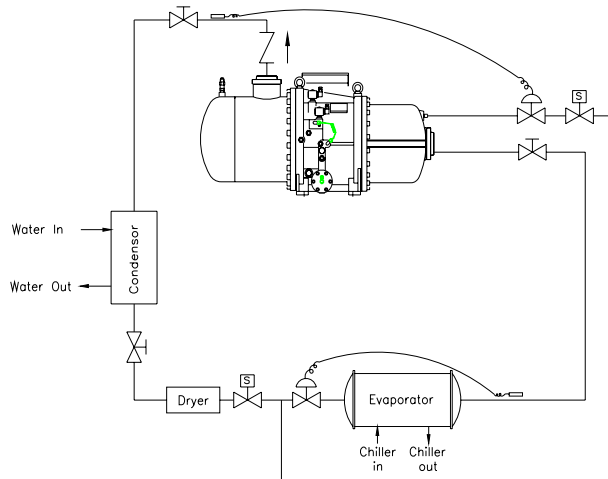 S
Water In
Condensor
Water Out
S
Dryer
Evaporator
Chiller
in
Chiller
out